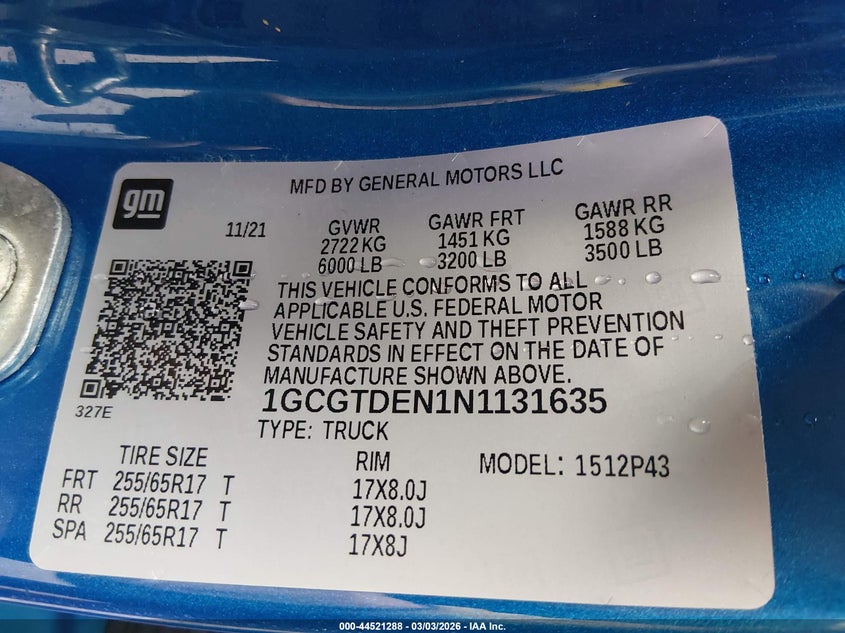 gm
MFD BY GENERAL MOTORS LLC
11/21
GVWR GAWR FRT GAWR RR
2722 KG 1451 KG 1588 KG
6000 LB 3200 LB 3500 LB
THIS VEHICLE CONFORMS TO ALL
APPLICABLE U.S. FEDERAL MOTOR
VEHICLE SAFETY AND THEFT PREVENTION
STANDARDS IN EFFECT ON THE DATE OF
MANUFACTURE SHOWN ABOVE.
327E
1GCGTDEN1N1131635
TYPE: TRUCK
TIRE SIZE RIM MODEL: 1512P43
FRT 255/65R17 T 17X8.0J
RR 255/65R17 T 17X8.0J
SPA 255/65R17 T 17X8J
000-44521288 - 03/03/2026 - IAA Inc.